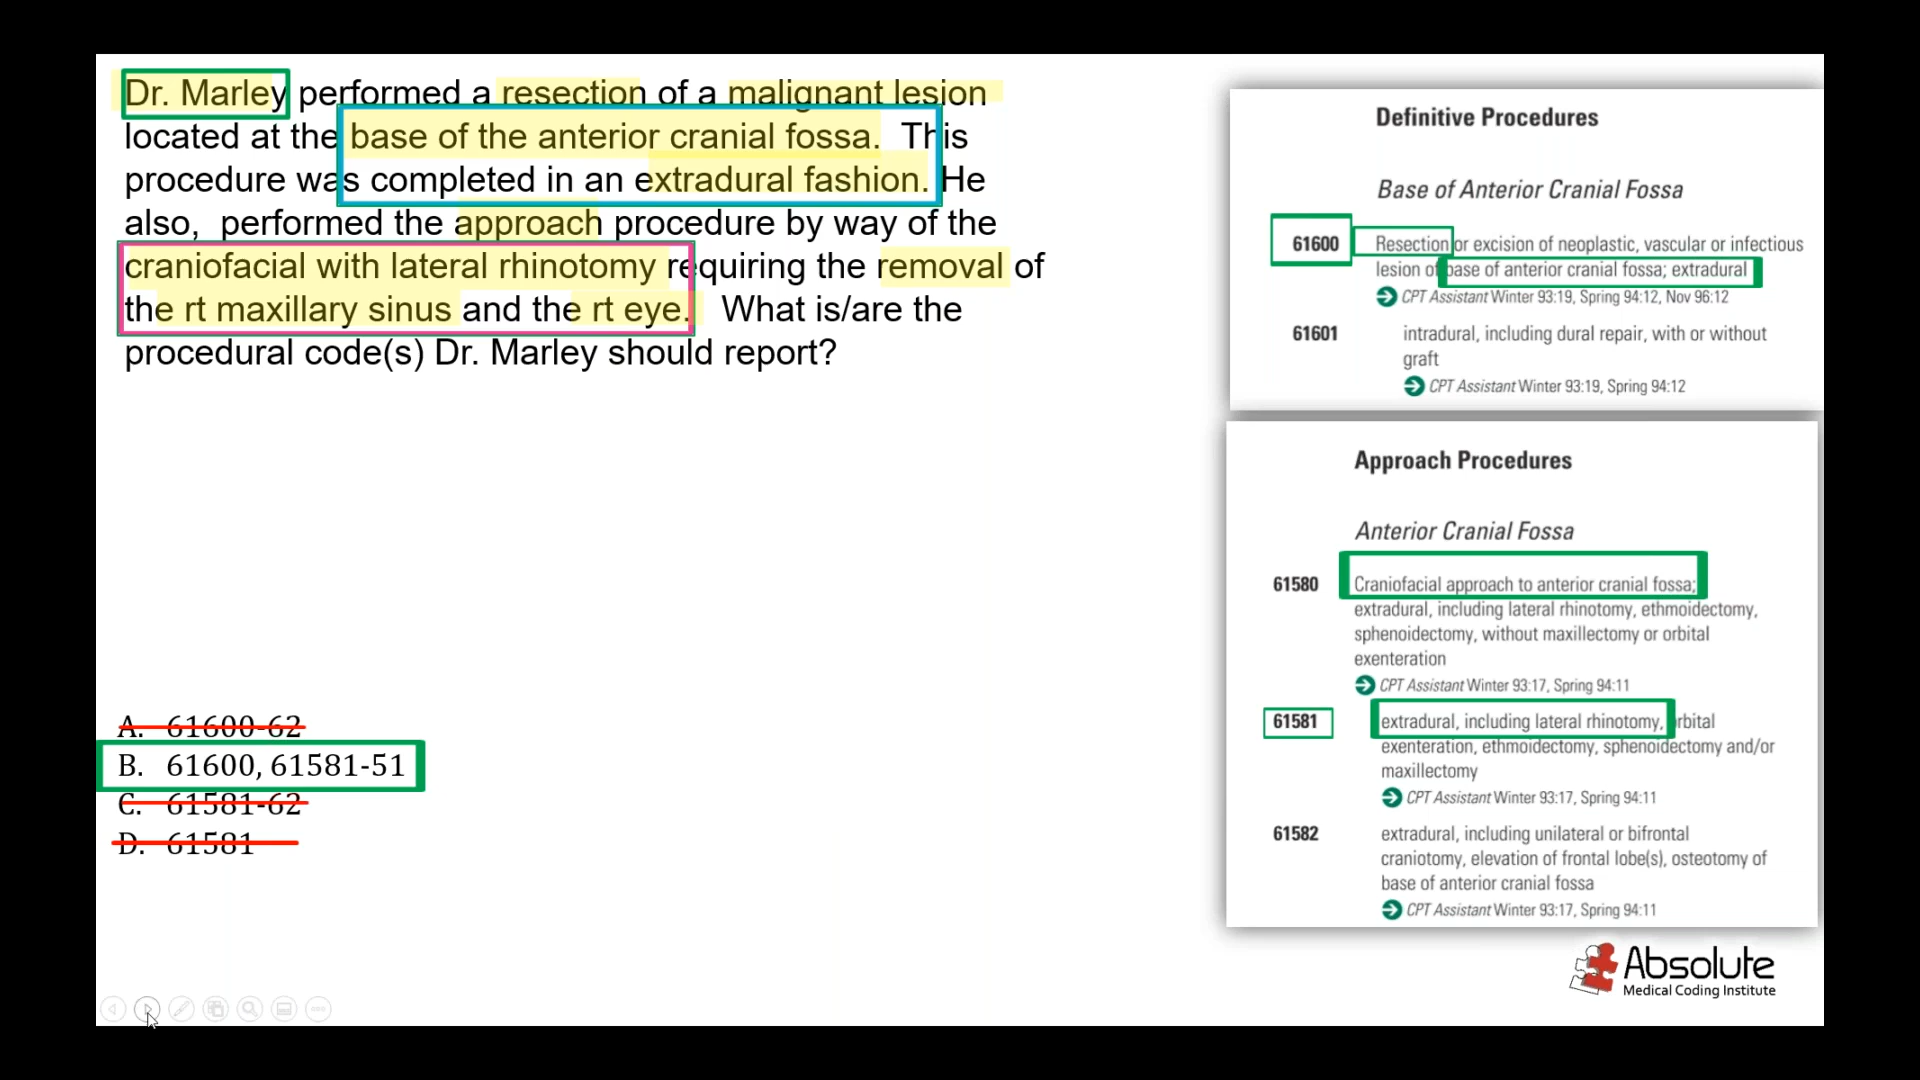 Dr. Marley performed a resection of a malignant lesion
located at the base of the anterior cranial fossa. This
procedure was completed in an extradural fashion. He
also, performed the approach procedure by way of the
craniofacial with lateral rhinotomy requiring the removal of
the rt maxillary sinus and the rt eye. What is/are the
procedural code(s) Dr. Marley should report?
A. 61600-62
B. 61600, 61581-51
C. 61581-62
D. 61581
Definitive Procedures
Base of Anterior Cranial Fossa
61600 Resection or excision of neoplastic, vascular or infectious
lesion of base of anterior cranial fossa; extradural
CPT Assistant Winter 93:19, Spring 94:12, Nov 96:12
61601 intradural, including dural repair, with or without
graft
CPT Assistant Winter 93:19, Spring 94:12
Approach Procedures
Anterior Cranial Fossa
61580 Craniofacial approach to anterior cranial fossa;
extradural, including lateral rhinotomy, ethmoidectomy,
sphenoidectomy, without maxillectomy or orbital
exenteration
CPT Assistant Winter 93:17, Spring 94:11
61581 extradural, including lateral rhinotomy, orbital
exenteration, ethmoidectomy, sphenoidectomy and/or
maxillectomy
CPT Assistant Winter 93:17, Spring 94:11
61582 extradural, including unilateral or bifrontal
craniotomy, elevation of frontal lobe(s), osteotomy of
base of anterior cranial fossa
CPT Assistant Winter 93:17, Spring 94:11
Absolute
Medical Coding Institute